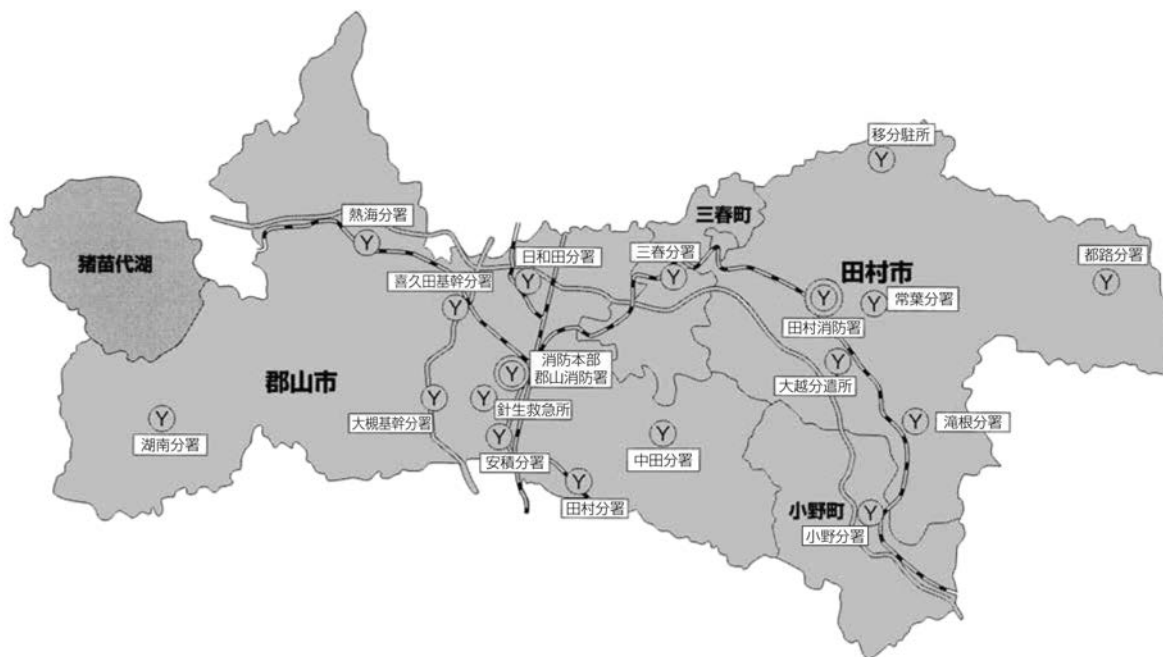 移分駐所
熱海分署
三春町
三春分署
日和田分署
都路分署
猪苗代湖
田村市
喜久田基幹分署
常葉分署
田村消防署
消防本部
郡山消防署
郡山市
大越分遣所
針生救急所
大槻基幹分署
滝根分署
湖南分署
安積分署
中田分署
田村分署
小野町
小野分署